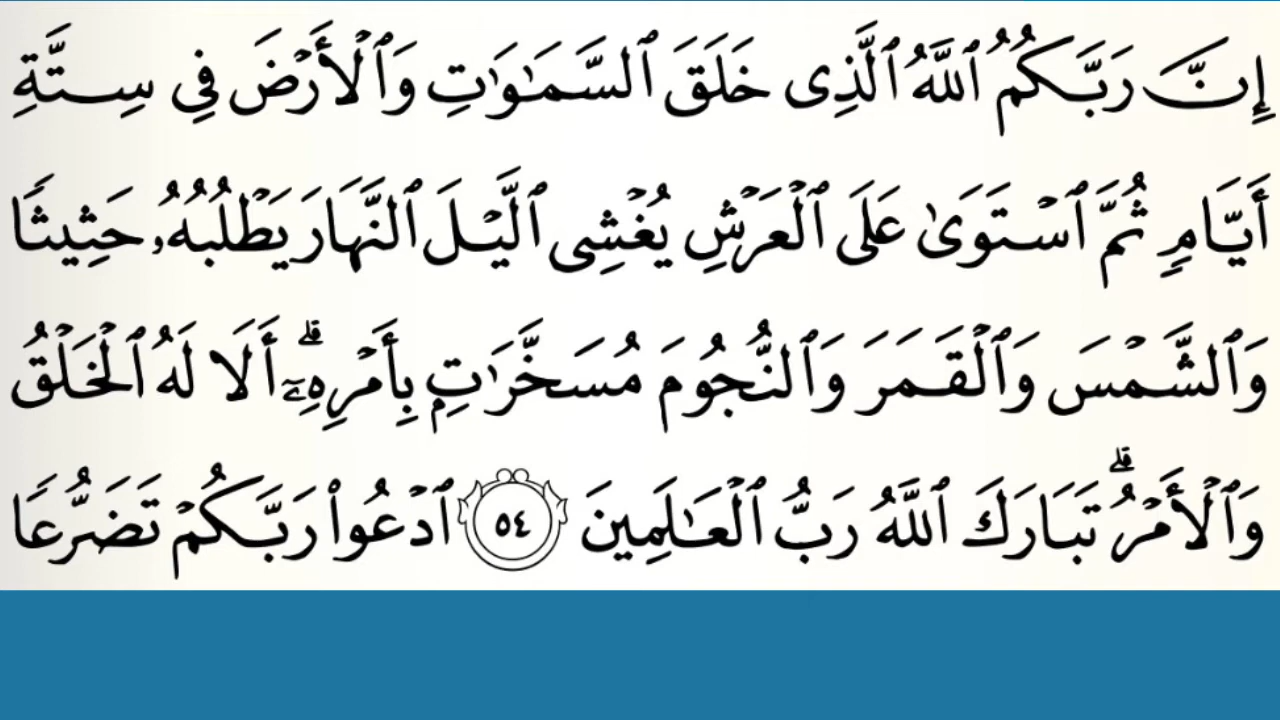 إِنَّ رَبَّكُمُ ٱللَّهُ ٱلَّذِى خَلَقَ ٱلسَّمَـٰوَٰتِ وَٱلْأَرْضَ فِى سِتَّةِ
أَيَّامٍ ثُمَّ ٱسْتَوَىٰ عَلَى ٱلْعَرْشِ يُغْشِى ٱلَّيْلَ ٱلنَّهَارَ يَطْلُبُهُۥ حَثِيثًا
وَٱلشَّمْسَ وَٱلْقَمَرَ وَٱلنُّجُومَ مُسَخَّرَٰتٍۭ بِأَمْرِهِۦٓ ۗ أَلَا لَهُ ٱلْخَلْقُ
وَٱلْأَمْرُ ۗ تَبَارَكَ ٱللَّهُ رَبُّ ٱلْعَـٰلَمِينَ ٥٤ ٱدْعُوا۟ رَبَّكُمْ تَضَرُّعًا